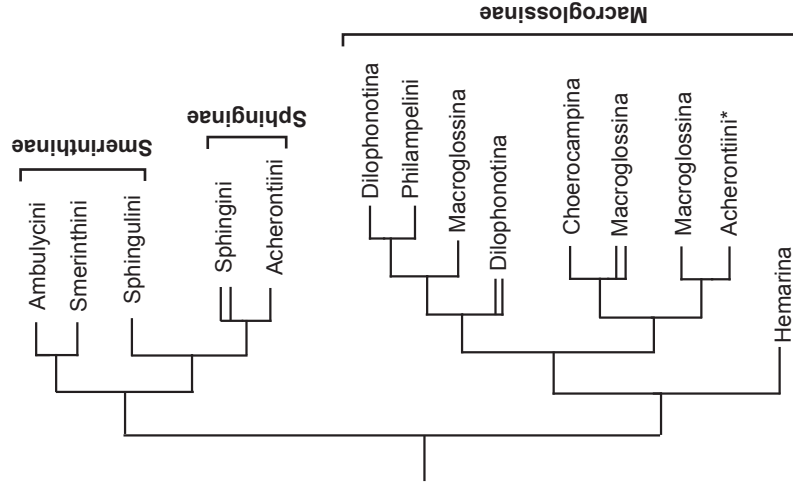 Smerinthinae
Sphinginae
Macroglossinae
Ambulycini
Smerinthini
Sphingulini
Sphingini
Acherontiini
Dilophonotina
Philampelini
Macroglossina
Dilophonotina
Choerocampina
Macroglossina
Macroglossina
Acherontiini*
Hemarina